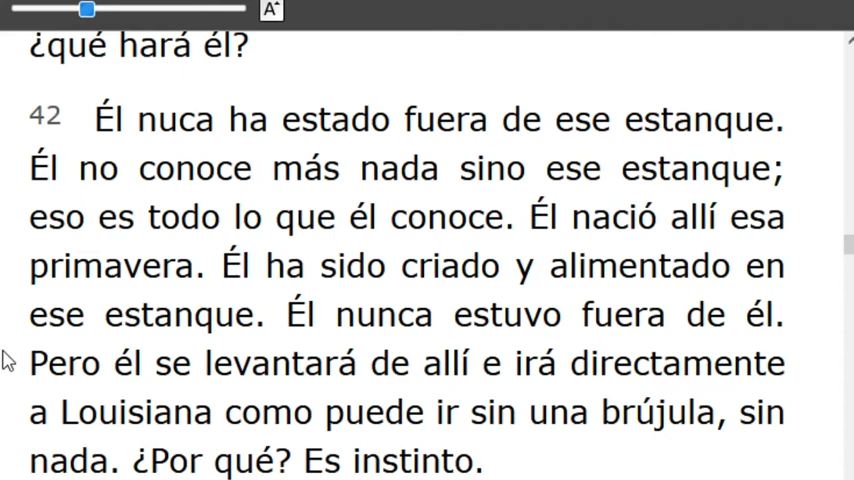 A
¿qué hará él?
42 Él nuca ha estado fuera de ese estanque.
Él no conoce más nada sino ese estanque;
eso es todo lo que él conoce. Él nació allí esa
primavera. Él ha sido criado y alimentado en
ese estanque. Él nunca estuvo fuera de él.
Pero él se levantará de allí e irá directamente
a Louisiana como puede ir sin una brújula, sin
nada. ¿Por qué? Es instinto.